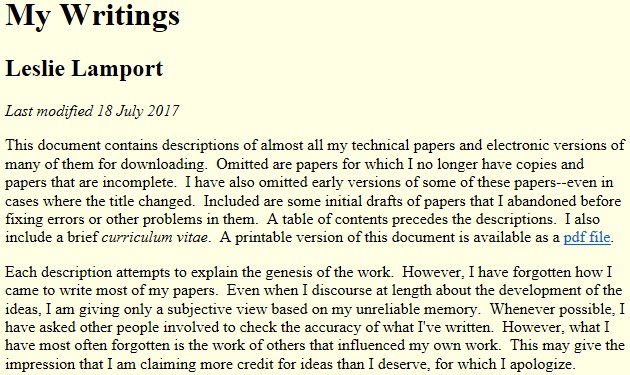 My Writings
Leslie Lamport
Last modified 18 July 2017
This document contains descriptions of almost all my technical papers and electronic versions of
many of them for downloading.  Omitted are papers for which I no longer have copies and
papers that are incomplete.  I have also omitted early versions of some of these papers--even in
cases where the title changed.  Included are some initial drafts of papers that I abandoned before
fixing errors or other problems in them.  A table of contents precedes the descriptions.  I also
include a brief curriculum vitae.  A printable version of this document is available as a pdf file.
Each description attempts to explain the genesis of the work.  However, I have forgotten how I
came to write most of my papers.  Even when I discourse at length about the development of the
ideas, I am giving only a subjective view based on my unreliable memory.  Whenever possible, I
have asked other people involved to check the accuracy of what I've written.  However, what I
have most often forgotten is the work of others that influenced my own work.  This may give the
impression that I am claiming more credit for ideas than I deserve, for which I apologize.